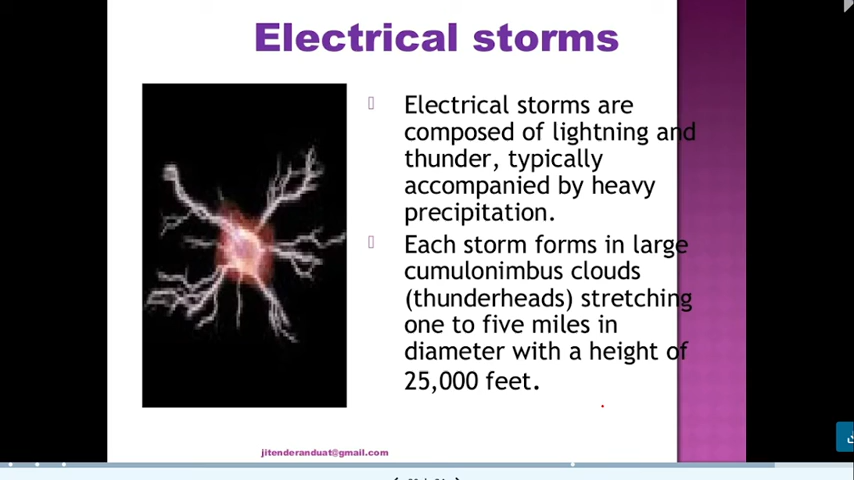 Electrical storms
Electrical storms are
composed of lightning and
thunder, typically
accompanied by heavy
precipitation.
Each storm forms in large
cumulonimbus clouds
(thunderheads) stretching
one to five miles in
diameter with a height of
25,000 feet.
jitenderanduat@gmail.com